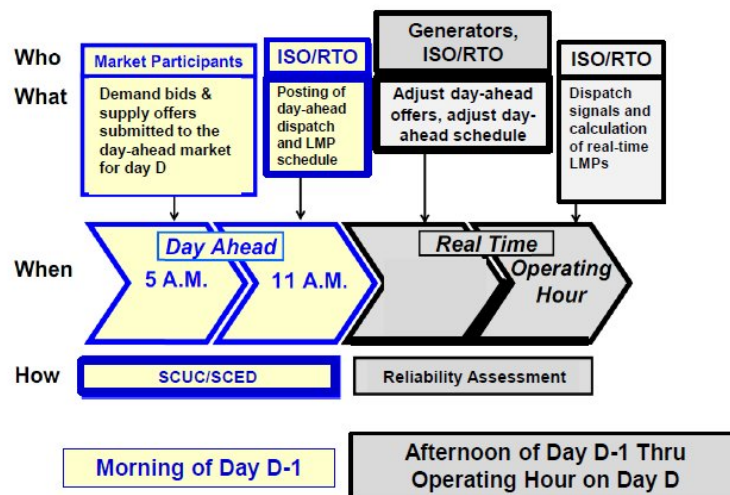 Who
Market Participants
ISO/RTO
Generators,
ISO/RTO
ISO/RTO
What
Demand bids &
supply offers
submitted to the
day-ahead market
for day D
Posting of
day-ahead
dispatch
and LMP
schedule
Adjust day-ahead
offers, adjust day-
ahead schedule
Dispatch
signals and
calculation of
real-time
LMPs
When
Day Ahead
5 A.M.
11 A.M.
Real Time
Operating
Hour
How
SCUC/SCED
Reliability Assessment
Morning of Day D-1
Afternoon of Day D-1 Thru
Operating Hour on Day D